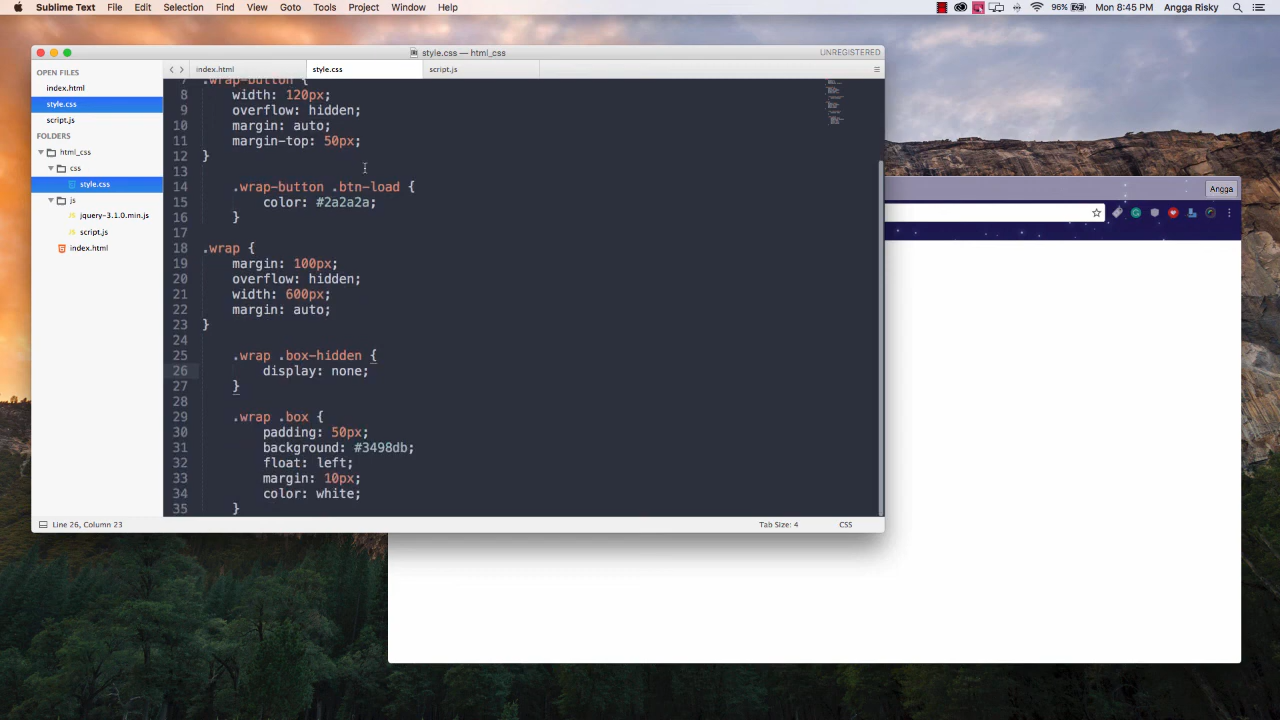 Sublime Text File Edit Selection Find View Goto Tools Project Window Help
96% Mon 8:45 PM Angga Risky
style.css — html_css
UNREGISTERED
OPEN FILES
index.html
style.css
script.js
FOLDERS
html_css
css
style.css
js
jquery-3.1.0.min.js
script.js
index.html
index.html style.css script.js
7 .wrap-button {
8 width: 120px;
9 overflow: hidden;
10 margin: auto;
11 margin-top: 50px;
12 }
13
14 .wrap-button .btn-load {
15 color: #2a2a2a;
16 }
17
18 .wrap {
19 margin: 100px;
20 overflow: hidden;
21 width: 600px;
22 margin: auto;
23 }
24
25 .wrap .box-hidden {
26 display: none;
27 }
28
29 .wrap .box {
30 padding: 50px;
31 background: #3498db;
32 float: left;
33 margin: 10px;
34 color: white;
35 }
Line 26, Column 23
Tab Size: 4
CSS
Angga